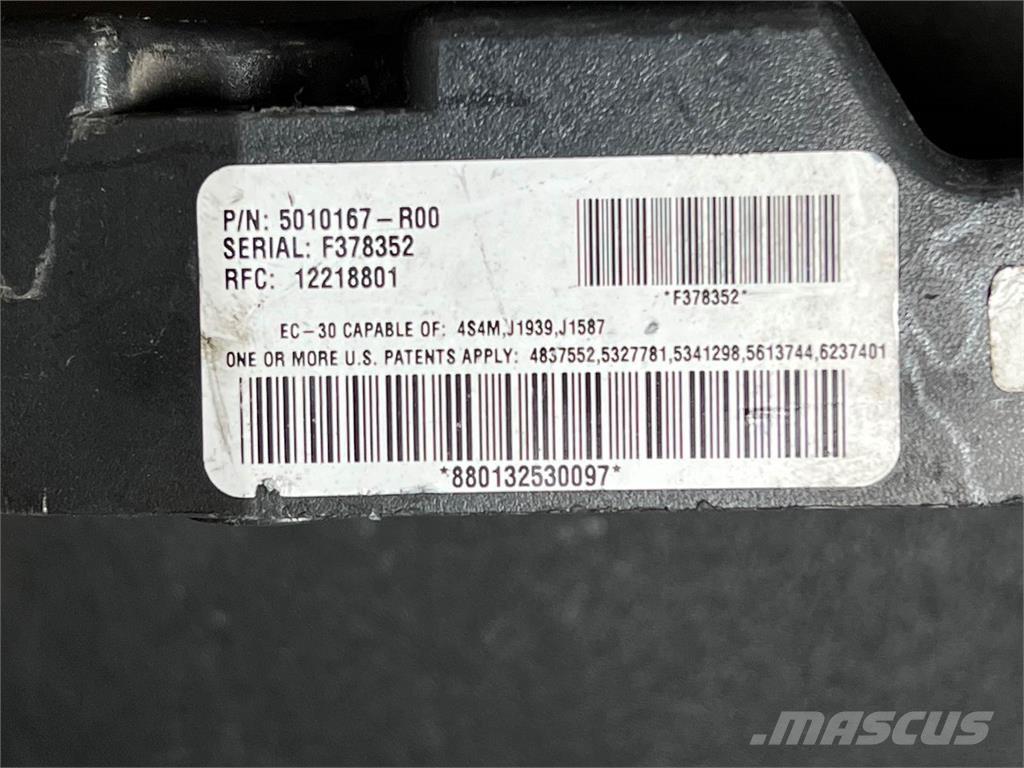 P/N: 5010167-R00
SERIAL: F378352
RFC: 12218801
*F378352*
EC-30 CAPABLE OF: 4S4M,J1939,J1587
ONE OR MORE U.S. PATENTS APPLY: 4837552,5327781,5341298,5613744,6237401
*880132530097*
MASCUS